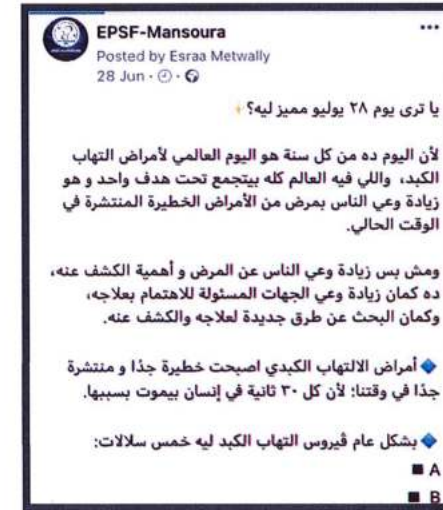 EPSF-Mansoura
Posted by Esraa Metwally
28 Jun
يا ترى يوم ٢٨ يوليو مميز ليه؟
لأن اليوم ده من كل سنة هو اليوم العالمي لأمراض التهاب
الكبد، واللي فيه العالم كله بيتجمع تحت هدف واحد و هو
زيادة وعي الناس بمرض من الأمراض الخطيرة المنتشرة في
الوقت الحالي.
ومش بس زيادة وعي الناس عن المرض و أهمية الكشف عنه،
ده كمان زيادة وعي الجهات المسئولة للاهتمام بعلاجه،
وكمان البحث عن طرق جديدة لعلاجه والكشف عنه.
🔷 أمراض الالتهاب الكبدي اصبحت خطيرة جدًا و منتشرة
جدًا في وقتنا؛ لأن كل ٣٠ ثانية في إنسان بيموت بسببها.
🔷 بشكل عام ڤيروس التهاب الكبد ليه خمس سلالات:
■ A
■ B